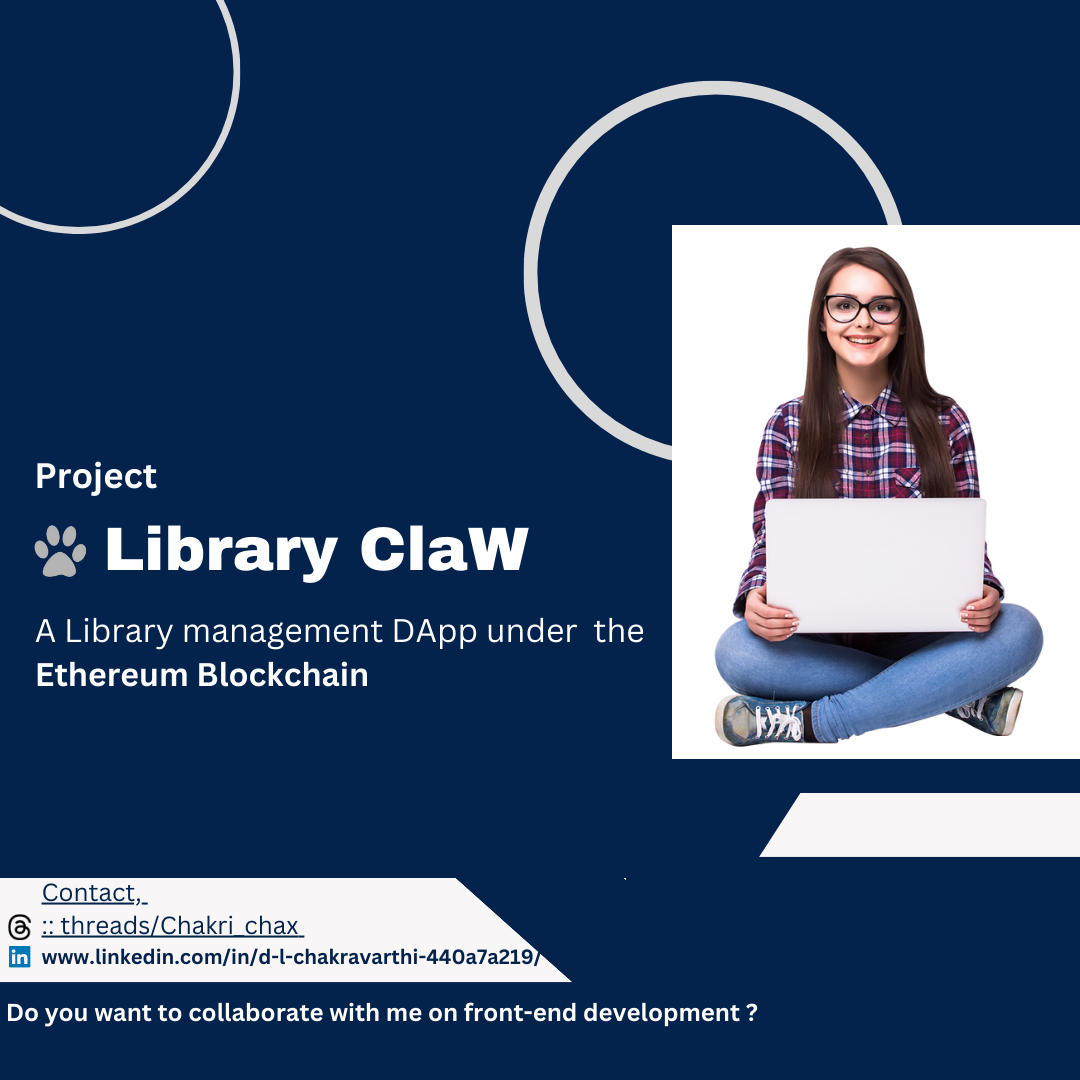 Project
Library ClaW
A Library management DApp under the
Ethereum Blockchain
Contact,
:: threads/Chakri_chax
www.linkedin.com/in/d-l-chakravarthi-440a7a219/
Do you want to collaborate with me on front-end development ?